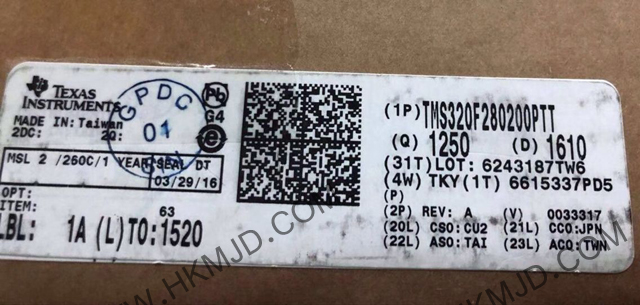 TEXAS
INSTRUMENTS
MADE IN: Taiwan
2DC: 2Q:
GPDC
01
Pb
G4
e
MSL 2 /260C/1 YEAR SEAL DT
03/29/16
OPT:
ITEM:
63
LBL: 1A (L)TO:1520
(1P) TMS320F280200PTT
(Q) 1250 (D) 1610
(31T)LOT: 6243187TW6
(4W) TKY(1T) 6615337PD5
(P)
(2P) REV: A (V) 0033317
(20L) CSO:CU2 (21L) CCO:JPN
(22L) ASO:TAI (23L) ACO:TWN
WWW.HKMJD.COM
WWW.HKMJD.COM